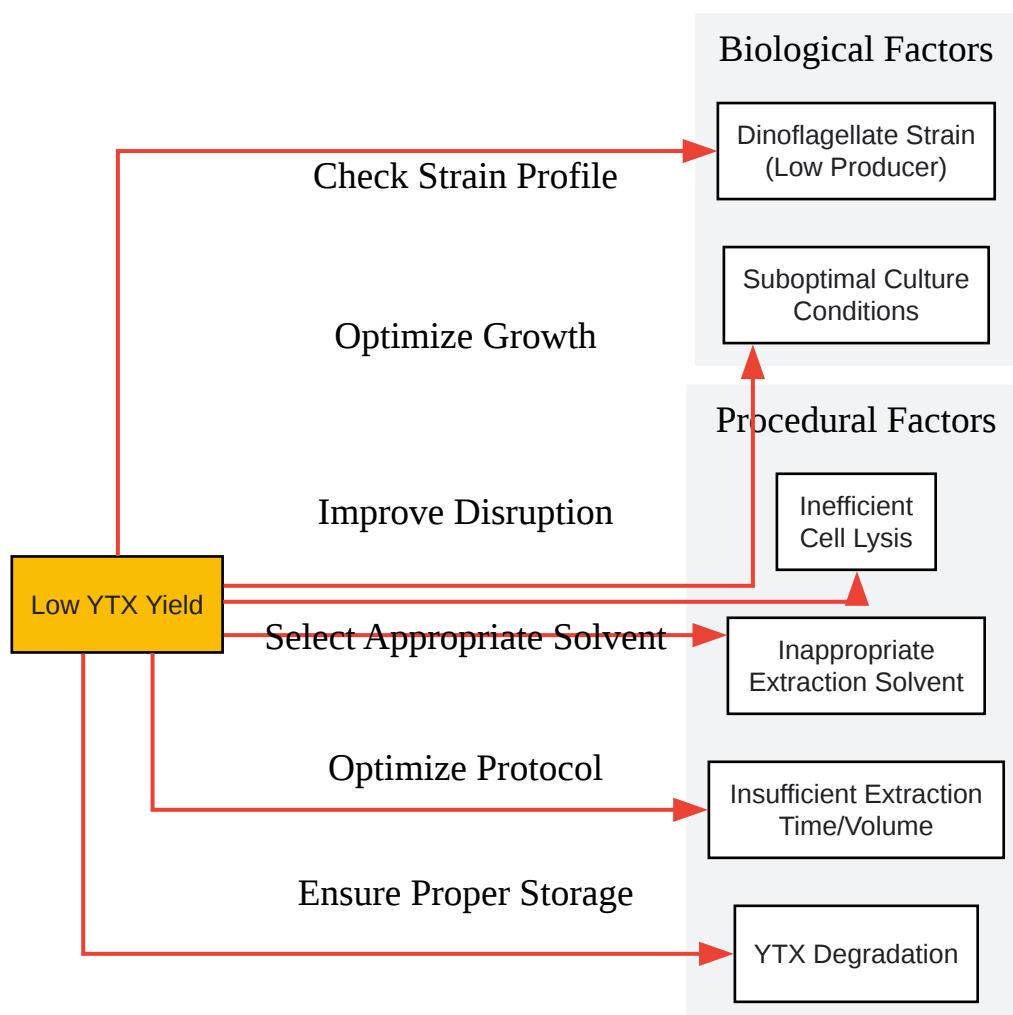 Biological Factors
Dinoflagellate Strain
(Low Producer)
Check Strain Profile
Suboptimal Culture
Conditions
Optimize Growth
Procedural Factors
Inefficient
Cell Lysis
Improve Disruption
Low YTX Yield
Select Appropriate Solvent
Inappropriate
Extraction Solvent
Optimize Protocol
Insufficient Extraction
Time/Volume
Ensure Proper Storage
YTX Degradation